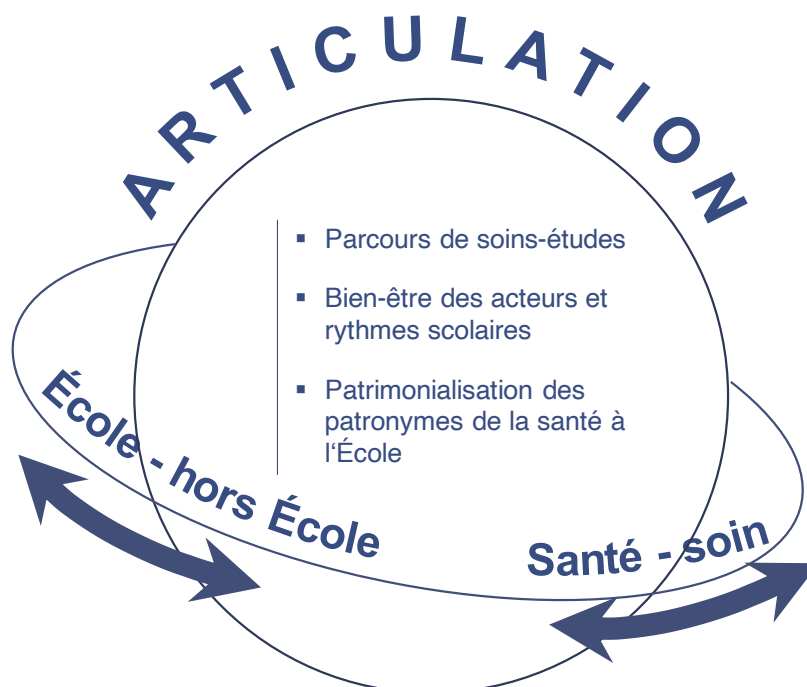 ARTICULATION
▪ Parcours de soins-études
▪ Bien-être des acteurs et
rythmes scolaires
▪ Patrimonialisation des
patronymes de la santé à
l‘École
École - hors École
Santé - soin